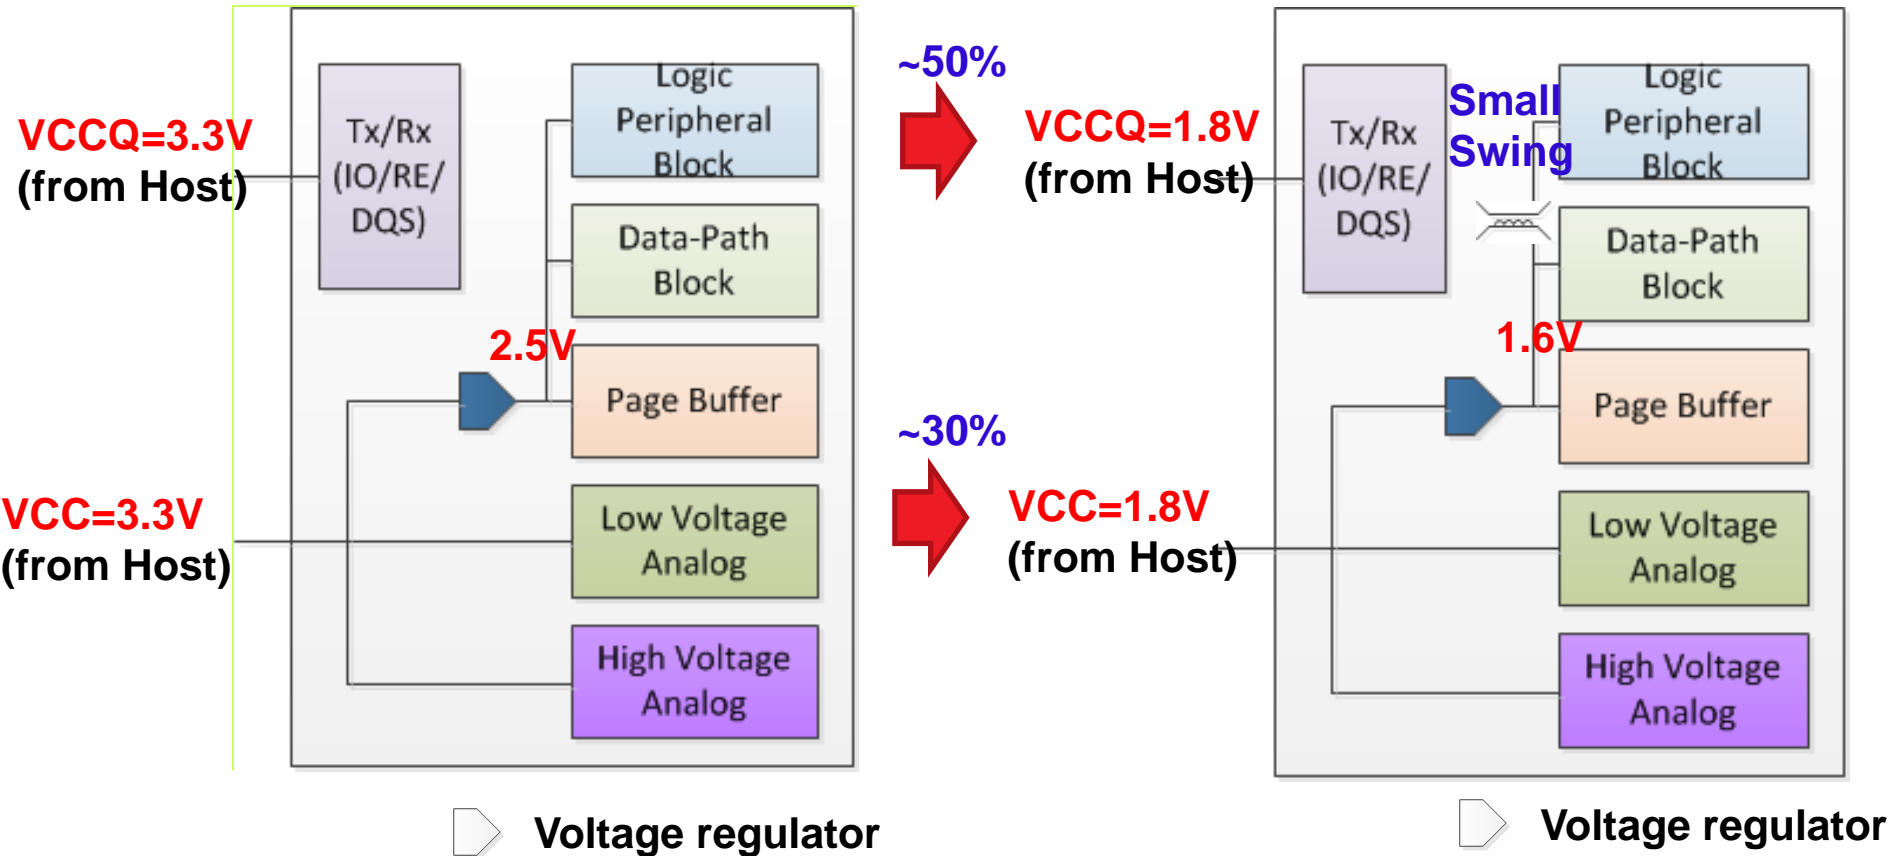 VCCQ=3.3V
(from Host)
VCC=3.3V
(from Host)
Tx/Rx
(IO/RE/
DQS)
Logic
Peripheral
Block
Data-Path
Block
2.5V
Page Buffer
Low Voltage
Analog
High Voltage
Analog
Voltage regulator
~50%
~30%
VCCQ=1.8V
(from Host)
VCC=1.8V
(from Host)
Tx/Rx
(IO/RE/
DQS)
Small
Swing
Logic
Peripheral
Block
Data-Path
Block
1.6V
Page Buffer
Low Voltage
Analog
High Voltage
Analog
Voltage regulator